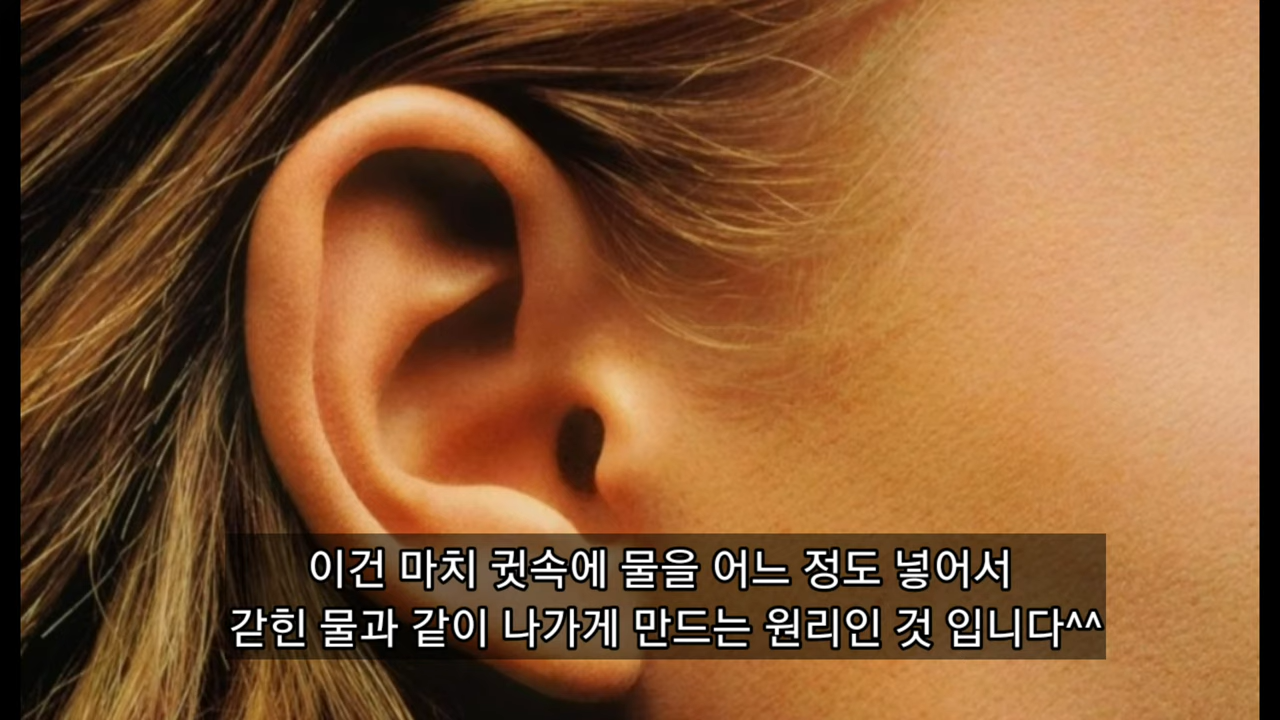 이건 마치 귓속에 물을 어느 정도 넣어서
갇힌 물과 같이 나가게 만드는 원리인 것 입니다^^